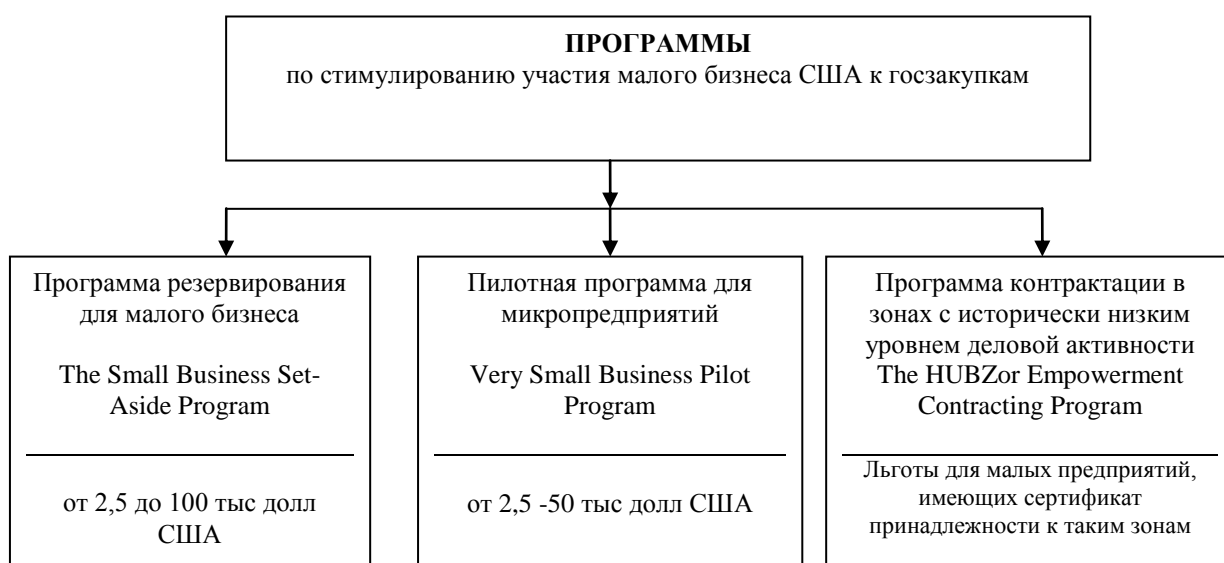 ПРОГРАММЫ
по стимулированию участия малого бизнеса США к госзакупкам
Программа резервирования
для малого бизнеса
The Small Business Set-
Aside Program
от 2,5 до 100 тыс долл
США
Пилотная программа для
микропредприятий
Very Small Business Pilot
Program
от 2,5 -50 тыс долл США
Программа контрактации в
зонах с исторически низким
уровнем деловой активности
The HUBZor Empowerment
Contracting Program
Льготы для малых предприятий,
имеющих сертификат
принадлежности к таким зонам